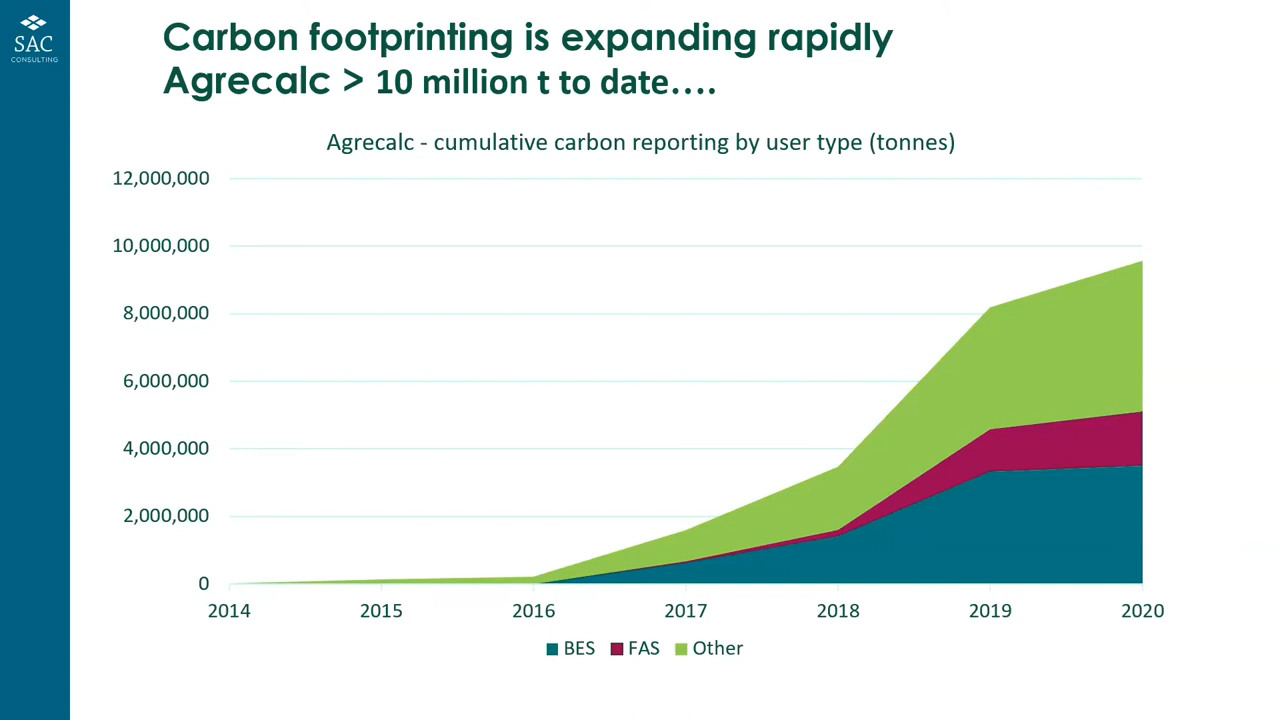 SAC
CONSULTING
Carbon footprinting is expanding rapidly
Agrecalc > 10 million t to date….
Agrecalc - cumulative carbon reporting by user type (tonnes)
12,000,000
10,000,000
8,000,000
6,000,000
4,000,000
2,000,000
0
2014 2015 2016 2017 2018 2019 2020
BES FAS Other